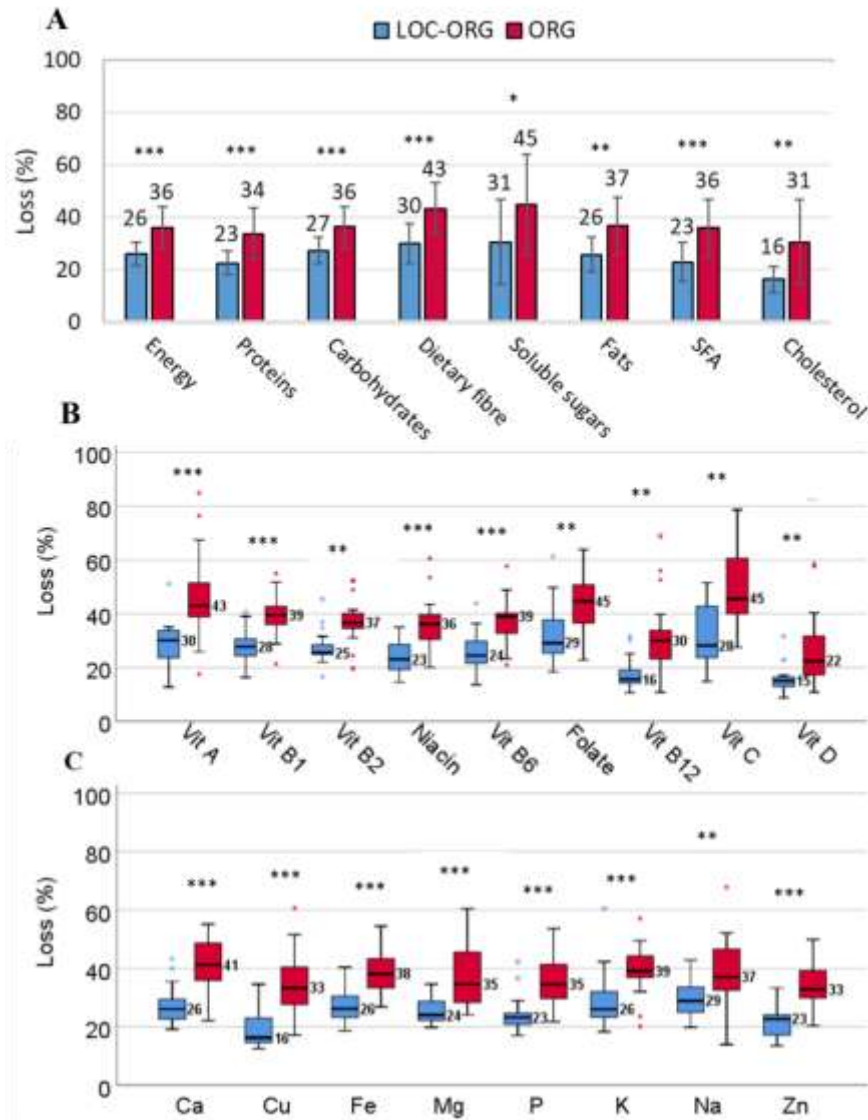 A
LOC-ORG ORG
Loss (%)
100
80
60
40
20
0
*** *** *** *** * ** *** **
26 36 23 34 27 36 30 43 31 45 26 37 23 36 16 31
Energy Proteins Carbohydrates Dietary fibre Soluble sugars Fats SFA Cholesterol
B
Loss (%)
100
80
60
40
20
0
*** *** ** *** *** ** ** ** **
30 43 28 39 25 37 23 36 24 39 29 45 16 30 28 45 15 22
Vit A Vit B1 Vit B2 Niacin Vit B6 Folate Vit B12 Vit C Vit D
C
Loss (%)
100
80
60
40
20
0
*** *** *** *** *** *** ** ***
26 41 16 33 26 38 24 35 23 35 26 39 29 37 23 33
Ca Cu Fe Mg P K Na Zn